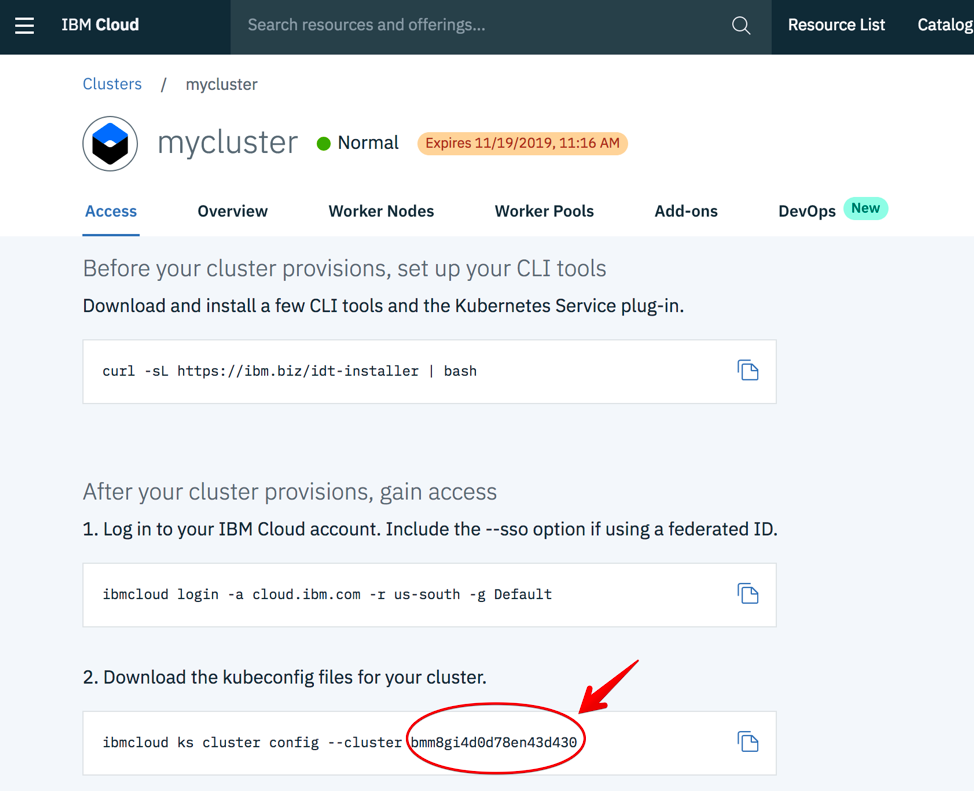 IBM Cloud
Search resources and offerings...
Resource List
Catalog
Clusters / mycluster
mycluster
Normal
Expires 11/19/2019, 11:16 AM
Access
Overview
Worker Nodes
Worker Pools
Add-ons
DevOps
New
Before your cluster provisions, set up your CLI tools
Download and install a few CLI tools and the Kubernetes Service plug-in.
curl -sL https://ibm.biz/idt-installer | bash
After your cluster provisions, gain access
1. Log in to your IBM Cloud account. Include the --sso option if using a federated ID.
ibmcloud login -a cloud.ibm.com -r us-south -g Default
2. Download the kubeconfig files for your cluster.
ibmcloud ks cluster config --cluster bmm8gi4d0d78en43d430